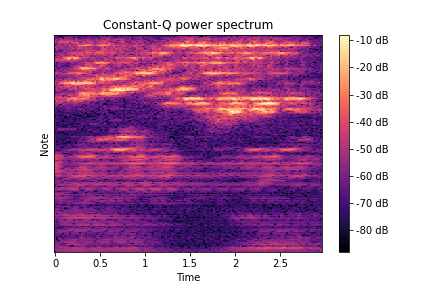 Constant-Q power spectrum
-10 dB
-20 dB
-30 dB
-40 dB
-50 dB
-60 dB
-70 dB
-80 dB
Note
0
0.5
1
1.5
2
2.5
Time